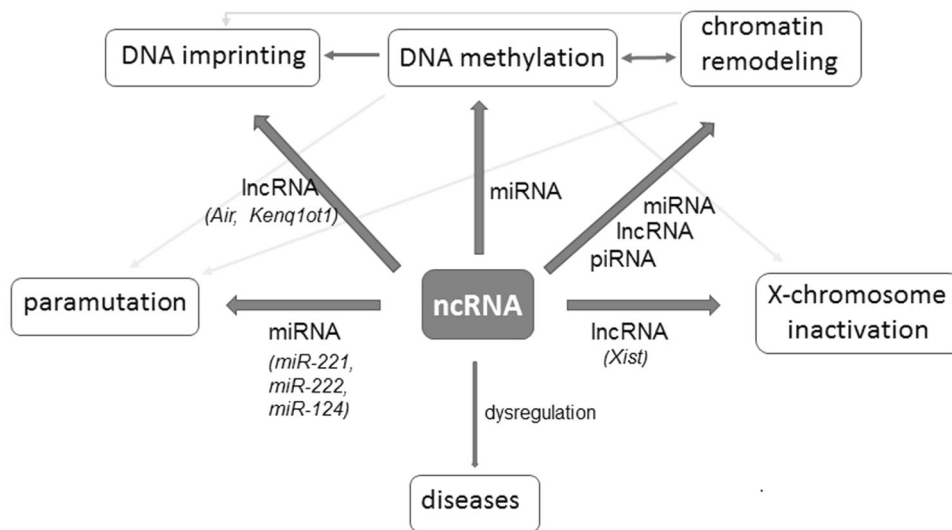 chromatin
remodeling
DNA imprinting
DNA methylation
lncRNA
(Air, Kenq1ot1)
miRNA
miRNA
lncRNA
piRNA
paramutation
ncRNA
X-chromosome
inactivation
miRNA
(miR-221,
miR-222,
miR-124)
lncRNA
(Xist)
dysregulation
diseases